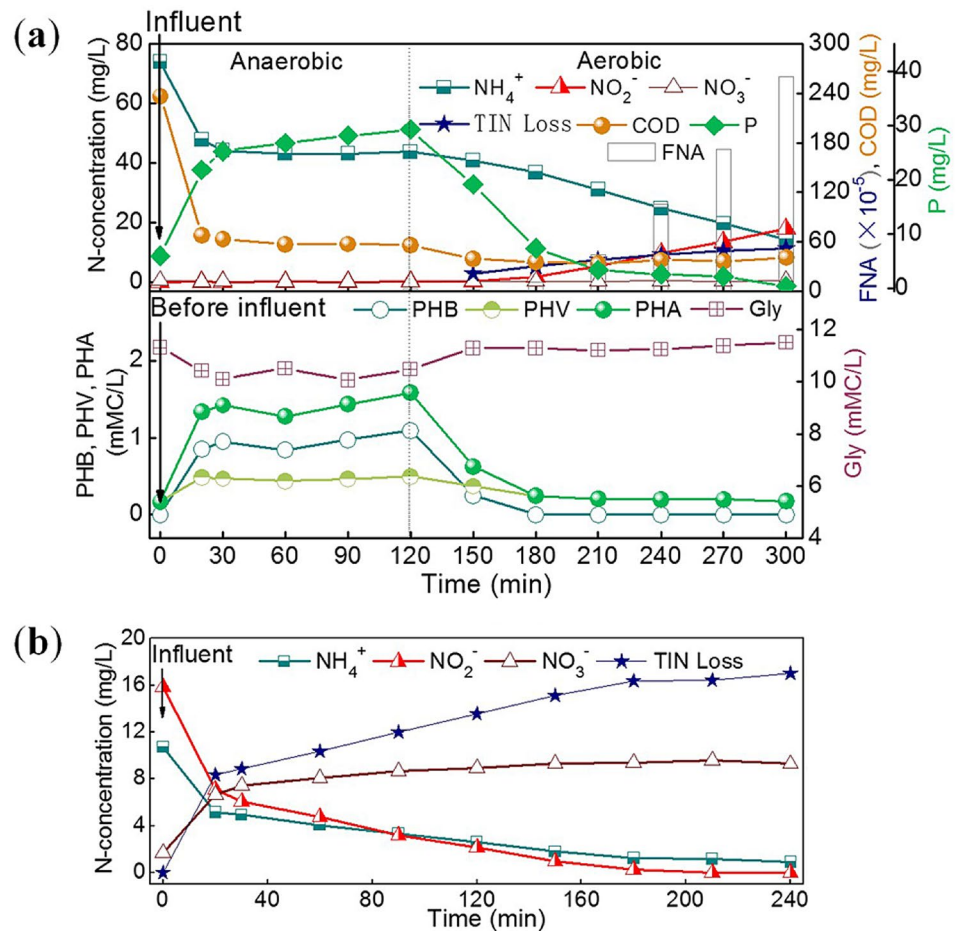 (a)
Influent
Anaerobic
Aerobic
NH4+ NO2- NO3-
TIN Loss COD P
FNA
N-concentration (mg/L)
80
60
40
20
0
300
240
180
120
60
0
FNA (×10-5), COD (mg/L)
40
30
20
10
0
P (mg/L)
Before influent
PHB PHV PHA Gly
PHB, PHV, PHA
(mMC/L)
2
1
0
12
10
8
6
4
Gly (mMC/L)
0 20 30 60 90 120 150 180 210 240 270 300
Time (min)
(b)
Influent
NH4+ NO2- NO3- TIN Loss
N-concentration (mg/L)
20
16
12
8
4
0
0 40 80 120 160 200 240
Time (min)